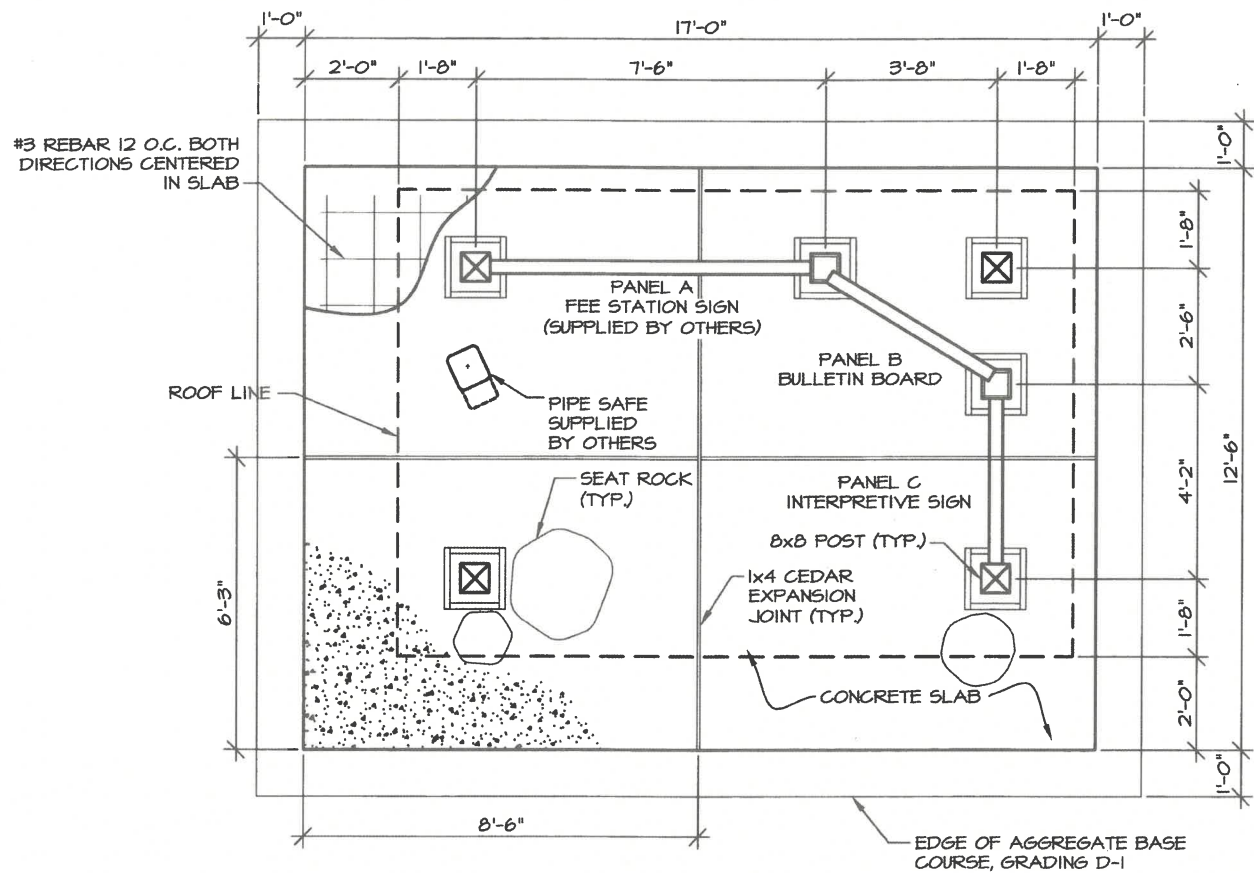 1'-0"
17'-0"
1'-0"
2'-0"
1'-8"
7'-6"
3'-8"
1'-8"
#3 REBAR 12 O.C. BOTH
DIRECTIONS CENTERED
IN SLAB
1'-0"
1'-8"
PANEL A
FEE STATION SIGN
(SUPPLIED BY OTHERS)
2'-6"
PANEL B
BULLETIN BOARD
ROOF LINE
PIPE SAFE
SUPPLIED
BY OTHERS
12'-6"
SEAT ROCK
(TYP.)
PANEL C
INTERPRETIVE SIGN
4'-2"
8x8 POST (TYP.)
1x4 CEDAR
EXPANSION
JOINT (TYP.)
6'-3"
1'-8"
CONCRETE SLAB
2'-0"
1'-0"
8'-6"
EDGE OF AGGREGATE BASE
COURSE, GRADING D-1